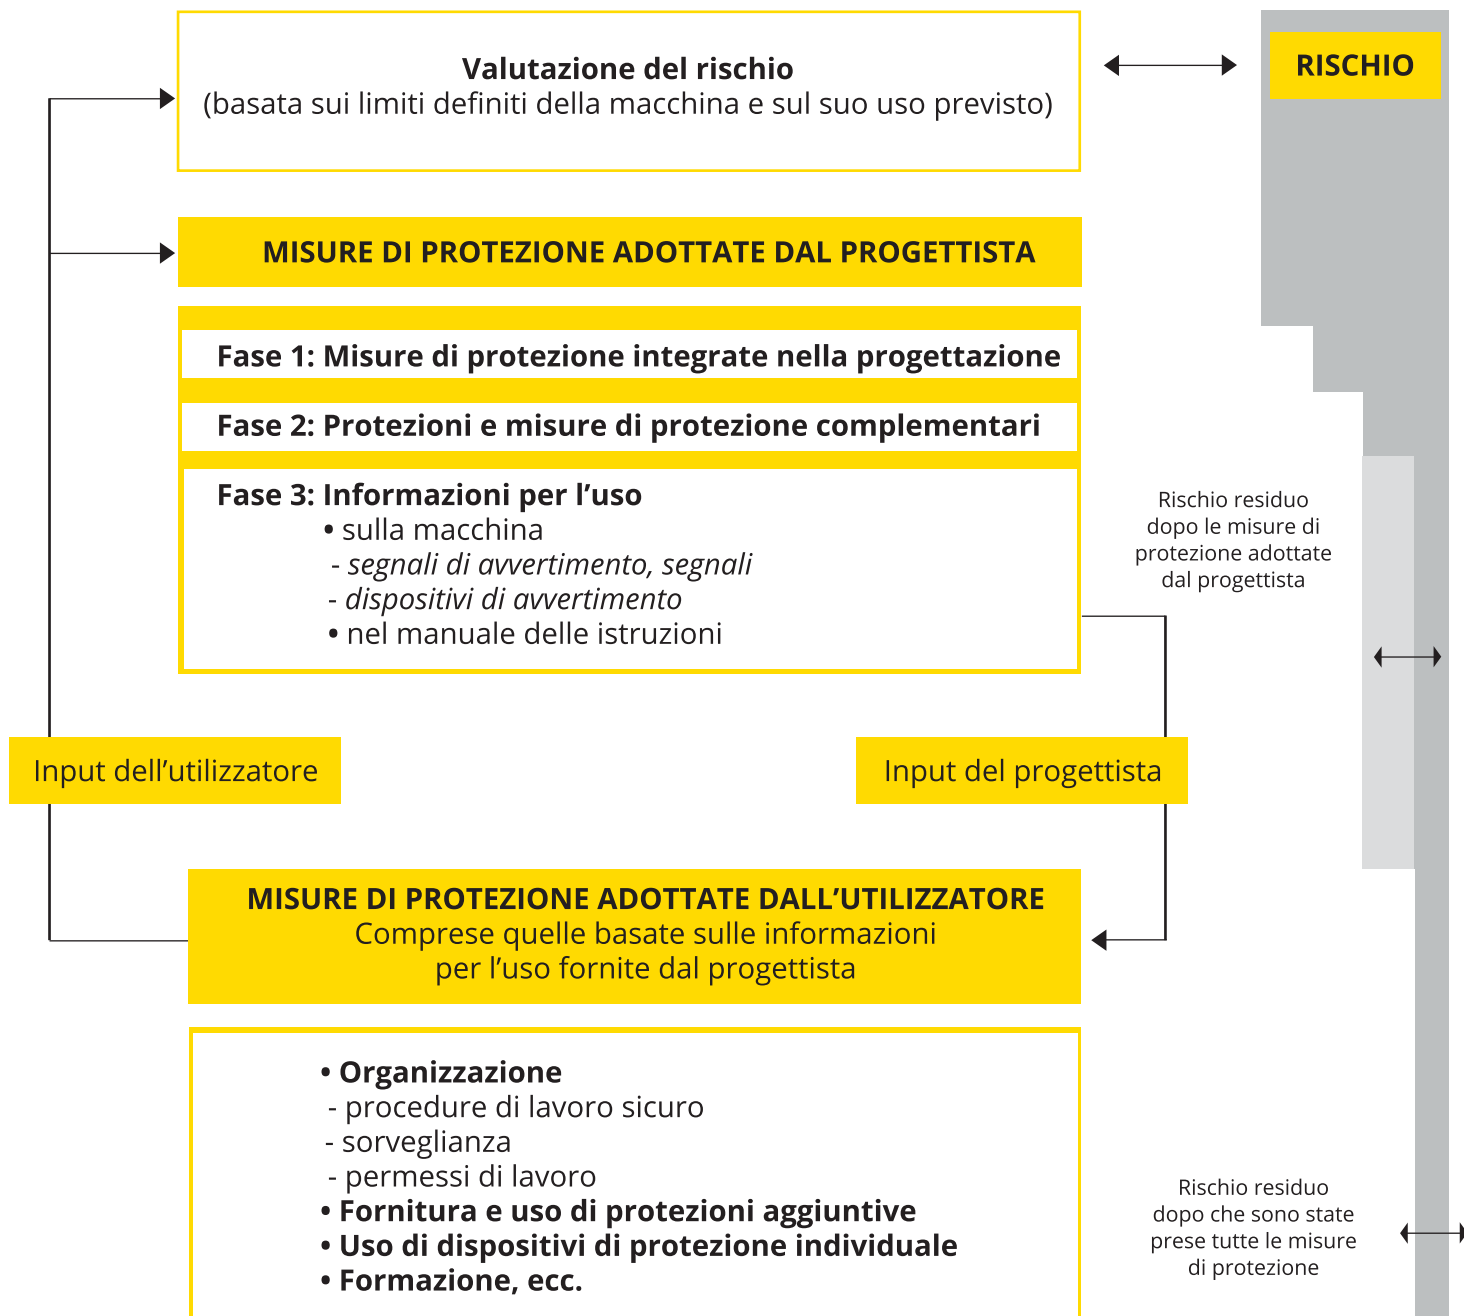 Valutazione del rischio
(basata sui limiti definiti della macchina e sul suo uso previsto)
RISCHIO
MISURE DI PROTEZIONE ADOTTATE DAL PROGETTISTA
Fase 1: Misure di protezione integrate nella progettazione
Fase 2: Protezioni e misure di protezione complementari
Fase 3: Informazioni per l’uso
• sulla macchina
- segnali di avvertimento, segnali
- dispositivi di avvertimento
• nel manuale delle istruzioni
Rischio residuo
dopo le misure di
protezione adottate
dal progettista
Input dell’utilizzatore
Input del progettista
MISURE DI PROTEZIONE ADOTTATE DALL’UTILIZZATORE
Comprese quelle basate sulle informazioni
per l’uso fornite dal progettista
• Organizzazione
- procedure di lavoro sicuro
- sorveglianza
- permessi di lavoro
• Fornitura e uso di protezioni aggiuntive
• Uso di dispositivi di protezione individuale
• Formazione, ecc.
Rischio residuo
dopo che sono state
prese tutte le misure
di protezione